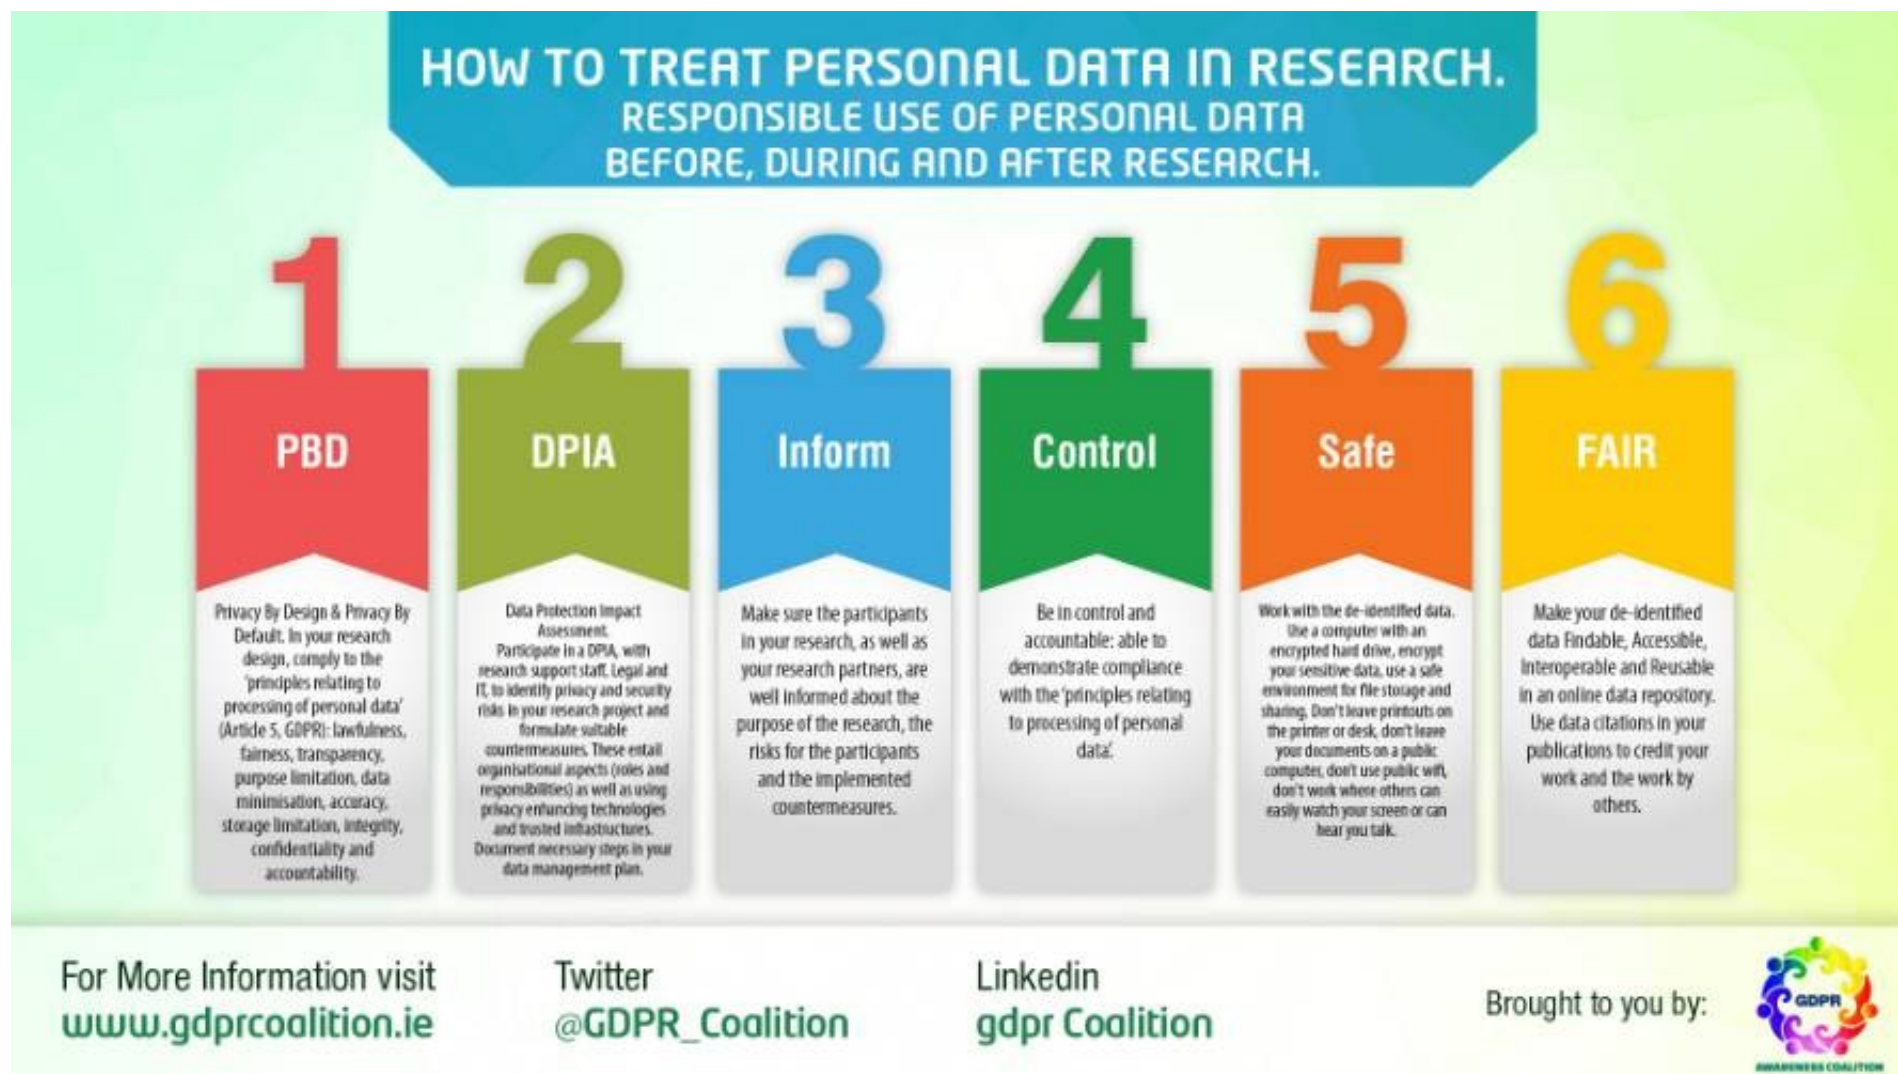 HOW TO TREAT PERSONAL DATA IN RESEARCH.
RESPONSIBLE USE OF PERSONAL DATA
BEFORE, DURING AND AFTER RESEARCH.
1
PBD
Privacy By Design & Privacy By
Default. In your research
design, comply to the
'principles relating to
processing of personal data'
(Article 5, GDPR): lawfulness,
fairness, transparency,
purpose limitation, data
minimisation, accuracy,
storage limitation, integrity,
confidentiality and
accountability.
2
DPIA
Data Protection Impact
Assessment.
Participate in a DPIA, with
research support staff. Legal and
IT, to identify privacy and security
risks in your research project and
formulate suitable
countermeasures. These entail
organisational aspects (roles and
responsibilities) as well as using
privacy enhancing technologies
and trusted infrastructures.
Document necessary steps in your
data management plan.
3
Inform
Make sure the participants
in your research, as well as
your research partners, are
well informed about the
purpose of the research, the
risks for the participants
and the implemented
countermeasures.
4
Control
Be in control and
accountable: able to
demonstrate compliance
with the 'principles relating
to processing of personal
data'.
5
Safe
Work with the de-identified data.
Use a computer with an
encrypted hard drive, encrypt
your sensitive data, use a safe
environment for file storage and
sharing. Don't leave printouts on
the printer or desk, don't leave
your documents on a public
computer, don't use public wifi,
don't work where others can
easily watch your screen or can
hear you talk.
6
FAIR
Make your de-identified
data Findable, Accessible,
Interoperable and Reusable
in an online data repository.
Use data citations in your
publications to credit your
work and the work by
others.
For More Information visit
www.gdprcoalition.ie
Twitter
@GDPR_Coalition
Linkedin
gdpr Coalition
Brought to you by:
GDPR
AWARENESS COALITION